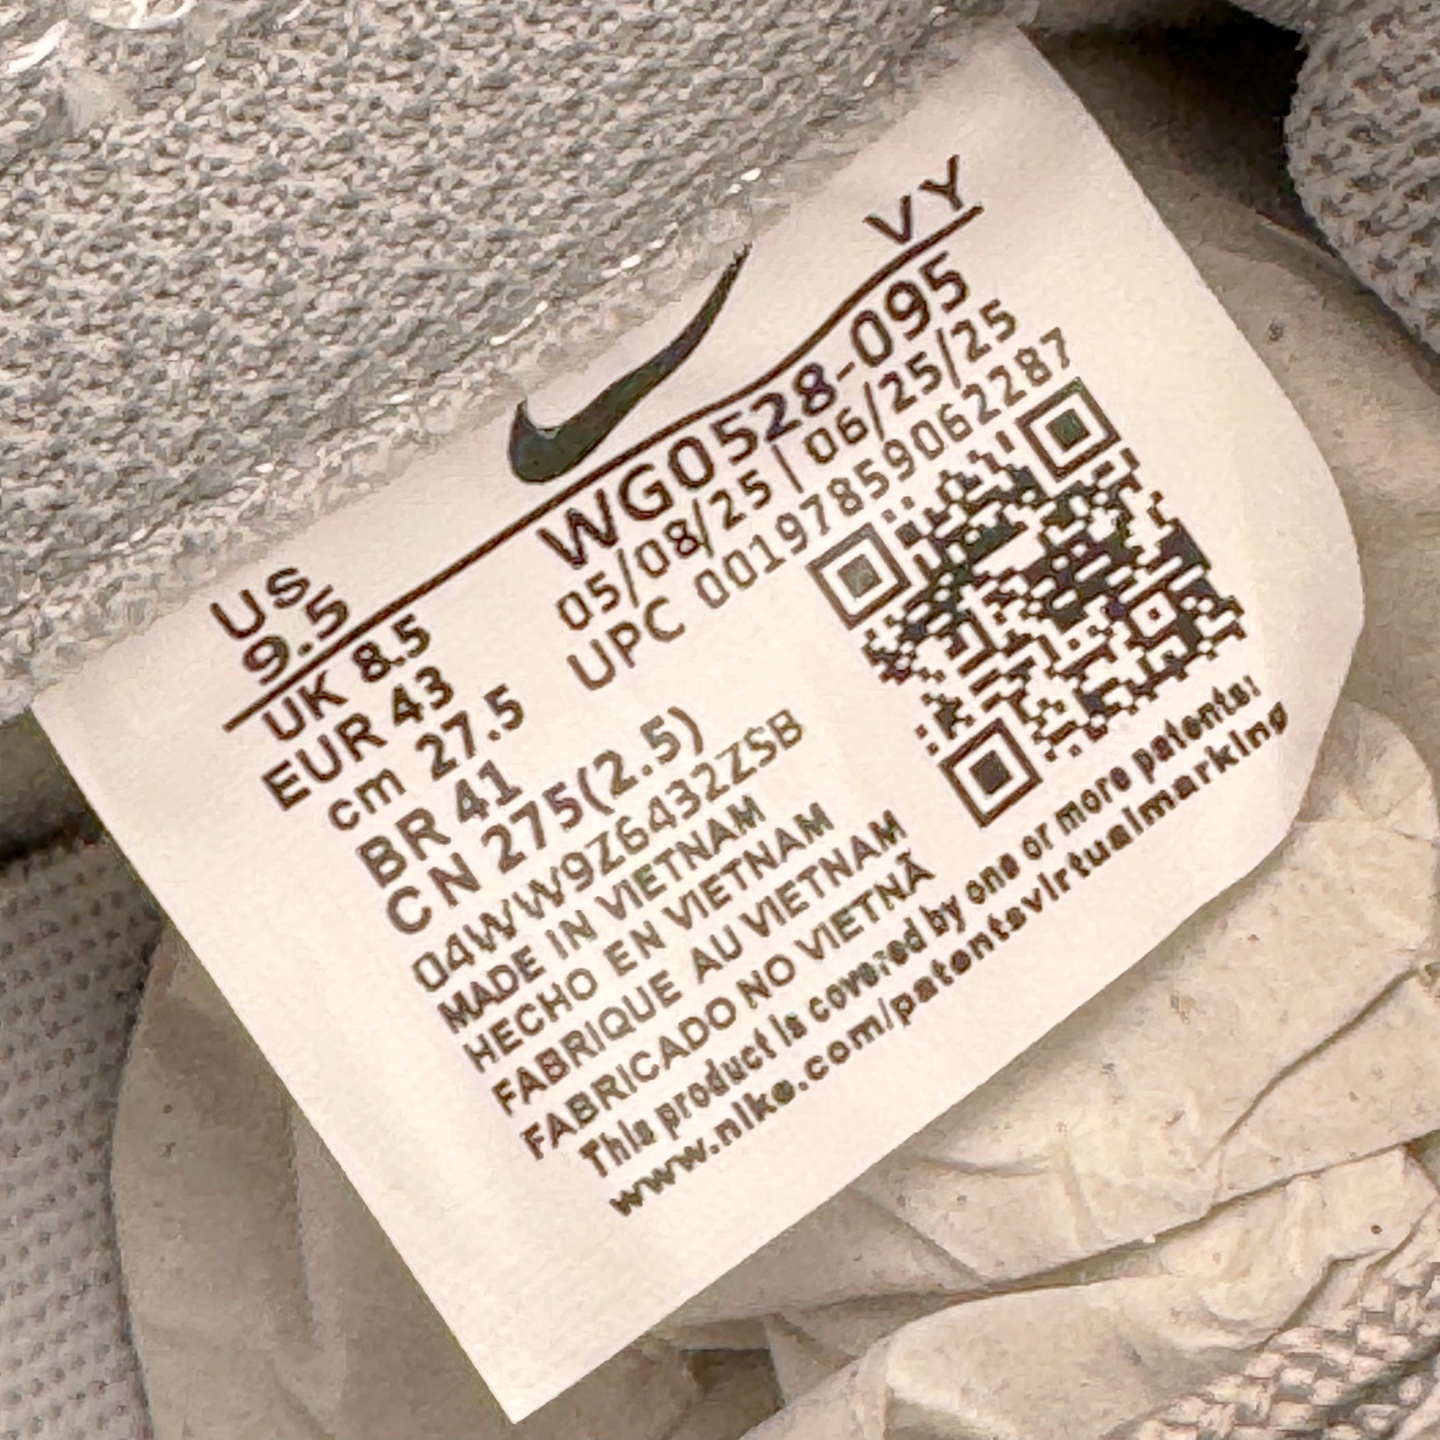 VY
US
9.5
UK 8.5
EUR 43
cm 27.5
BR 41
CN 275(2.5)
WG0528-095
05/08/25 | 06/25/25
UPC 00197859062287
04WW9Z6432ZSB
MADE IN VIETNAM
HECHO EN VIETNAM
FABRIQUE AU VIETNAM
FABRICADO NO VIETNÃ
This product is covered by one or more patents:
www.nike.com/patentsvirtualmarking